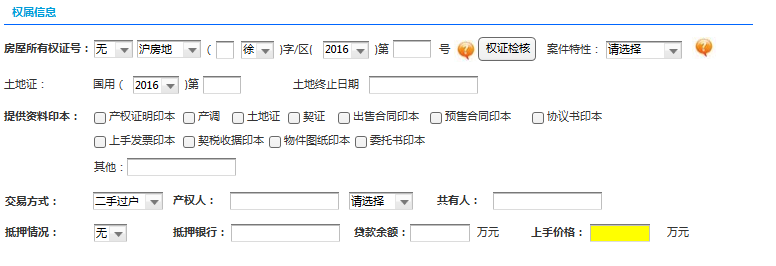 权属信息
房屋所有权证号： 无 沪房地 ( 徐 )字/区( 2016 )第 号 ? 权证检核 案件特性： 请选择 ?
土地证： 国用 ( 2016 )第 土地终止日期
提供资料印本： 产权证明印本 产调 土地证 契证 出售合同印本 预售合同印本 协议书印本
上手发票印本 契税收据印本 物件图纸印本 委托书印本
其他：
交易方式： 二手过户 产权人： 请选择 共有人：
抵押情况： 无 抵押银行： 贷款余额： 万元 上手价格： 万元